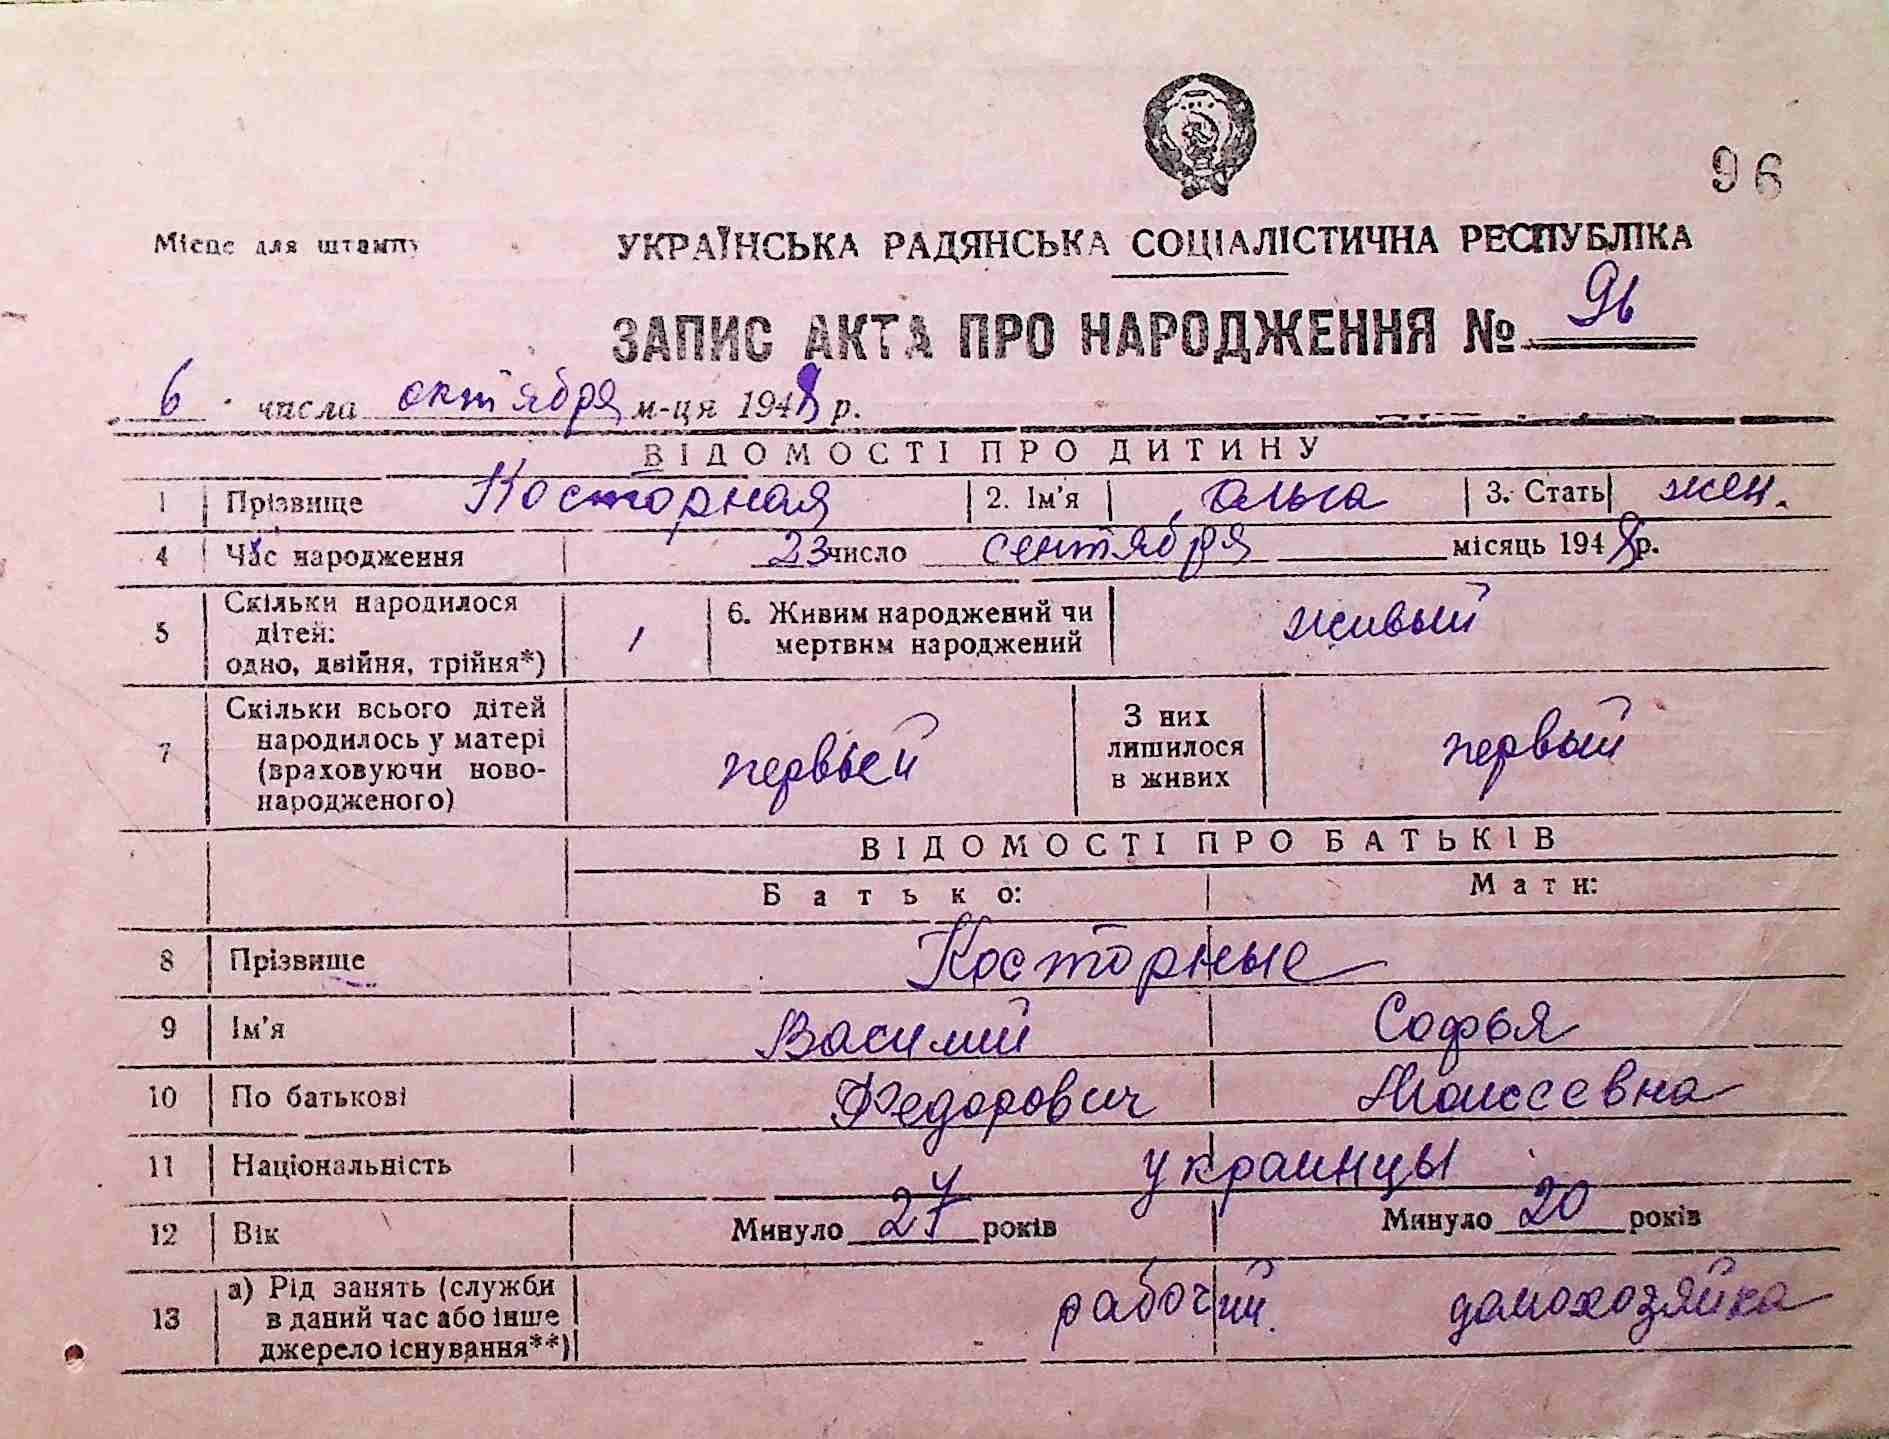 96
Місце для штампу
УКРАЇНСЬКА РАДЯНСЬКА СОЦІАЛІСТИЧНА РЕСПУБЛІКА
ЗАПИС АКТА ПРО НАРОДЖЕННЯ № 96
6 числа октября м-ця 1948 р.
ВІДОМОСТІ ПРО ДИТИНУ
1 Прізвище Косторная 2. Ім'я Ольга 3. Стать жен.
4 Час народження 23 число сентября місяць 1948 р.
5 Скільки народилося
дітей:
одно, двійня, трійня*) 1 6. Живим народжений чи
мертвим народжений живый
7 Скільки всього дітей
народилось у матері
(враховуючи ново-
народженого) первый З них
лишилося
в живих первый
ВІДОМОСТІ ПРО БАТЬКІВ
Батько: Мати:
8 Прізвище Косторные
9 Ім'я Василий Софья
10 По батькові Федорович Моисеевна
11 Національність украинцы
12 Вік Минуло 27 років Минуло 20 років
13 а) Рід занять (служби
в даний час або інше
джерело існування**) рабочий. домохозяйка